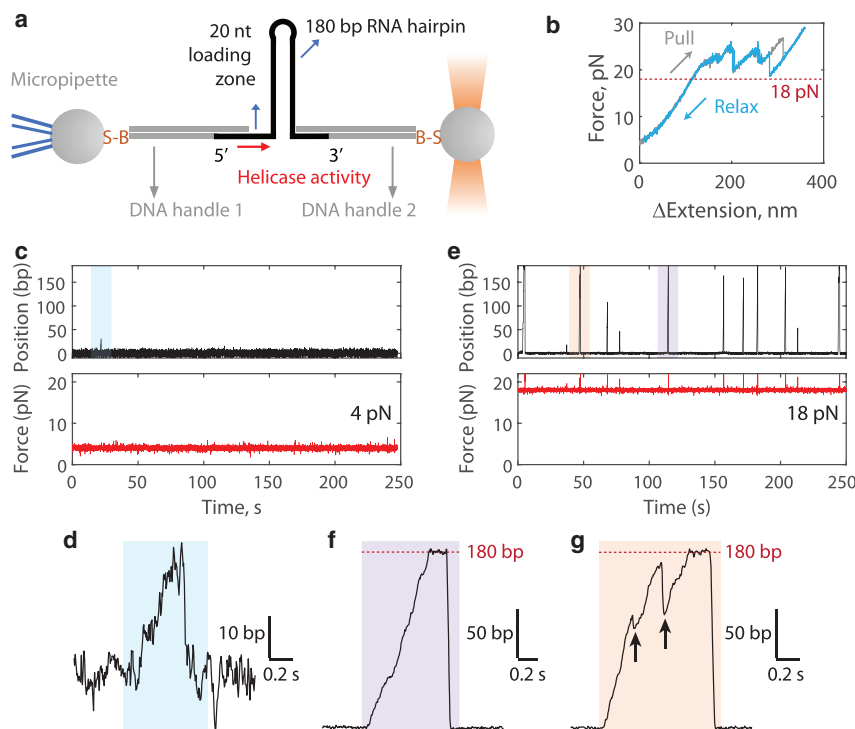 a
20 nt
loading
zone
180 bp RNA hairpin
Micropipette
S-B
B-S
5′
3′
Helicase activity
DNA handle 1
DNA handle 2
b
30
20
10
0
Force, pN
Pull
Relax
18 pN
0
200
400
ΔExtension, nm
c
150
100
50
0
Position (bp)
20
10
0
Force (pN)
4 pN
0
50
100
150
200
250
Time, s
e
150
100
50
0
Position (bp)
20
10
0
Force (pN)
18 pN
0
50
100
150
200
250
Time (s)
d
10 bp
0.2 s
f
180 bp
50 bp
0.2 s
g
180 bp
50 bp
0.2 s